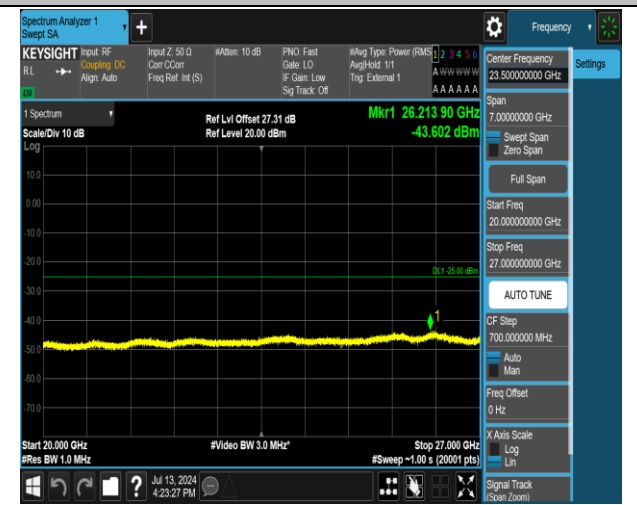 Spectrum Analyzer 1
Swept SA
+
Frequency
KEYSIGHT
Input: RF
Input Z: 50 Ω
#Atten: 10 dB
PNO: Fast
#Avg Type: Power (RMS
1 2 3 4 5 6
RL
Coupling: DC
Corr CCorr
Gate: LO
Avg|Hold: 1/1
A W W W W W
Align: Auto
Freq Ref: Int (S)
IF Gain: Low
Trig: External 1
Sig Track: Off
A A A A A A
1 Spectrum
Ref Lvl Offset 27.31 dB
Mkr1 26.213 90 GHz
Scale/Div 10 dB
Ref Level 20.00 dBm
-43.602 dBm
Log
10.0
0.00
-10.0
-20.0
DL1 -25.00 dBm
-30.0
-40.0
1
-50.0
-60.0
-70.0
Start 20.000 GHz
#Video BW 3.0 MHz*
Stop 27.000 GHz
#Res BW 1.0 MHz
#Sweep ~1.00 s (20001 pts)
?
Jul 13, 2024
4:23:27 PM
Center Frequency
23.500000000 GHz
Settings
Span
7.00000000 GHz
Swept Span
Zero Span
Full Span
Start Freq
20.000000000 GHz
Stop Freq
27.000000000 GHz
AUTO TUNE
CF Step
700.000000 MHz
Auto
Man
Freq Offset
0 Hz
X Axis Scale
Log
Lin
Signal Track
(Span Zoom)